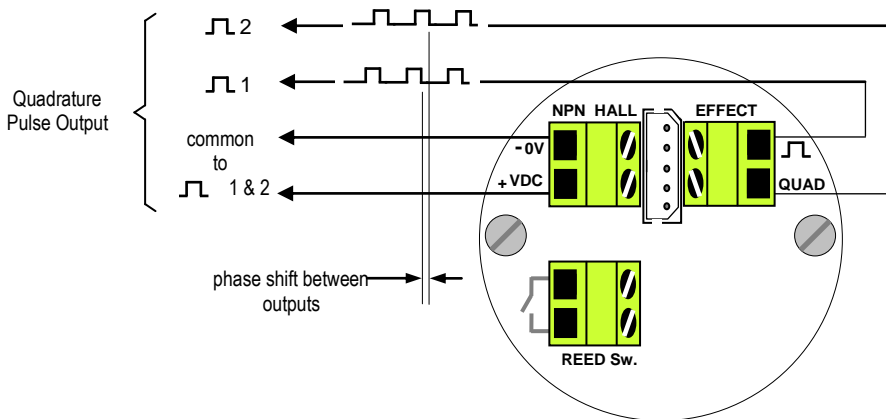 2
1
Quadrature
Pulse Output
common
to
1 & 2
NPN HALL
EFFECT
- 0V
+ VDC
QUAD
phase shift between
outputs
REED Sw.